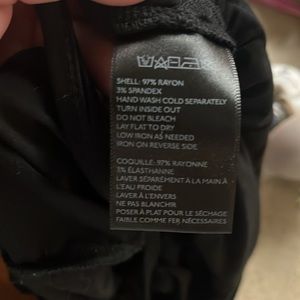 SHELL: 97% RAYON
3% SPANDEX
HAND WASH COLD SEPARATELY
TURN INSIDE OUT
DO NOT BLEACH
LAY FLAT TO DRY
LOW IRON AS NEEDED
IRON ON REVERSE SIDE
COQUILLE: 97% RAYONNE
3% ÉLASTHANNE
LAVER SÉPARÉMENT À LA MAIN À
L'EAU FROIDE
LAVER À L'ENVERS
NE PAS BLANCHIR
POSER À PLAT POUR LE SÉCHAGE
FAIBLE COMME FER NÉCESSAIRES